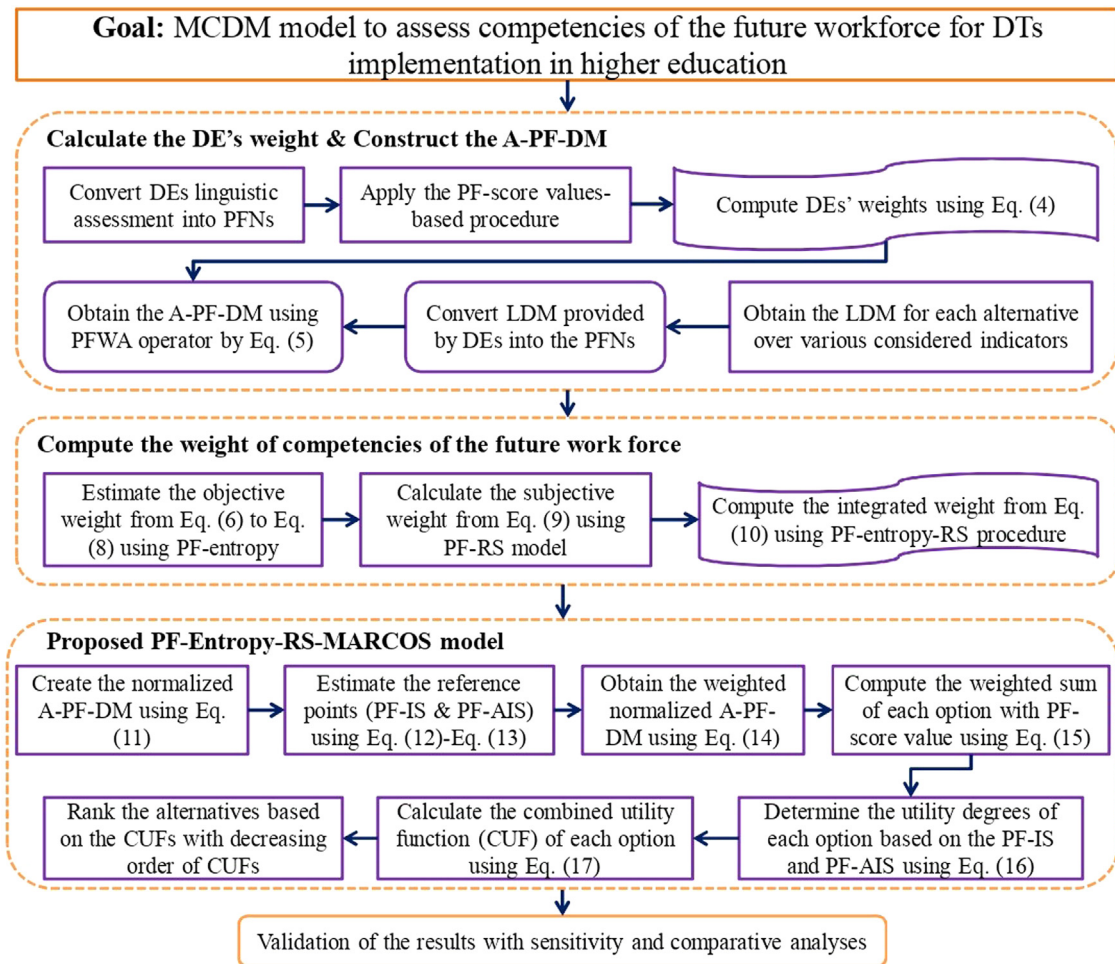 Goal: MCDM model to assess competencies of the future workforce for DTs
implementation in higher education
Calculate the DE's weight & Construct the A-PF-DM
Convert DEs linguistic
assessment into PFNs
Apply the PF-score values-
based procedure
Compute DEs' weights using Eq. (4)
Obtain the A-PF-DM using
PFWA operator by Eq. (5)
Convert LDM provided
by DEs into the PFNs
Obtain the LDM for each alternative
over various considered indicators
Compute the weight of competencies of the future work force
Estimate the objective
weight from Eq. (6) to Eq.
(8) using PF-entropy
Calculate the subjective
weight from Eq. (9) using
PF-RS model
Compute the integrated weight from Eq.
(10) using PF-entropy-RS procedure
Proposed PF-Entropy-RS-MARCOS model
Create the normalized
A-PF-DM using Eq.
(11)
Estimate the reference
points (PF-IS & PF-AIS)
using Eq. (12)-Eq. (13)
Obtain the weighted
normalized A-PF-
DM using Eq. (14)
Compute the weighted sum
of each option with PF-
score value using Eq. (15)
Rank the alternatives based
on the CUFs with decreasing
order of CUFs
Calculate the combined utility
function (CUF) of each option
using Eq. (17)
Determine the utility degrees of
each option based on the PF-IS
and PF-AIS using Eq. (16)
Validation of the results with sensitivity and comparative analyses